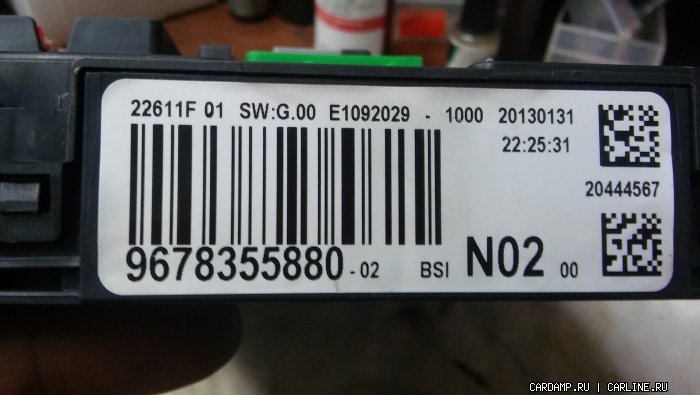 22611F 01 SW:G.00 E1092029 - 1000 20130131
22:25:31
20444567
9678355880 -02 BSI N02 00
CARDAMP.RU | CARLINE.RU